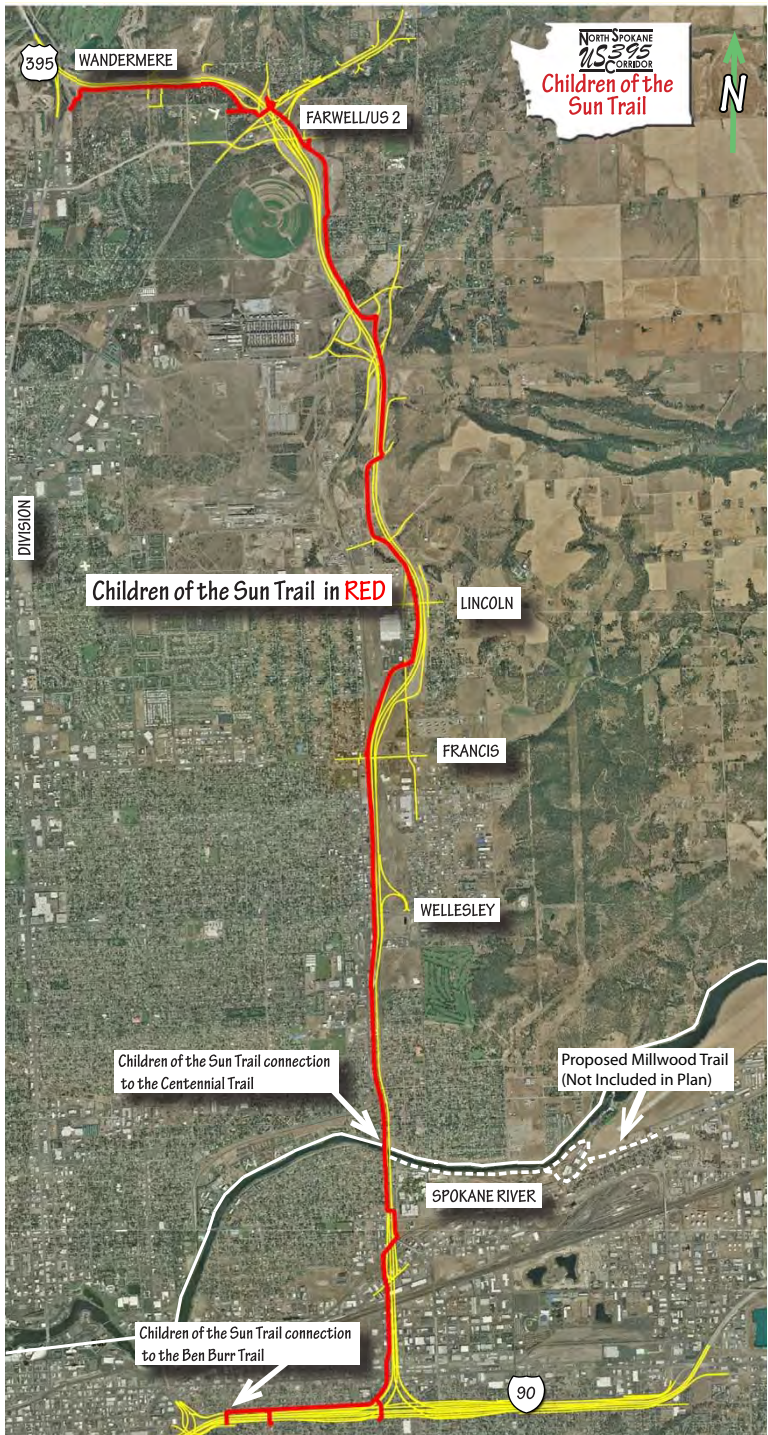 395
WANDERMERE
NORTH SPOKANE
US 395
CORRIDOR
Children of the
Sun Trail
N
FARWELL/US 2
DIVISION
Children of the Sun Trail in RED
LINCOLN
FRANCIS
WELLESLEY
Children of the Sun Trail connection
to the Centennial Trail
Proposed Millwood Trail
(Not Included in Plan)
SPOKANE RIVER
Children of the Sun Trail connection
to the Ben Burr Trail
90